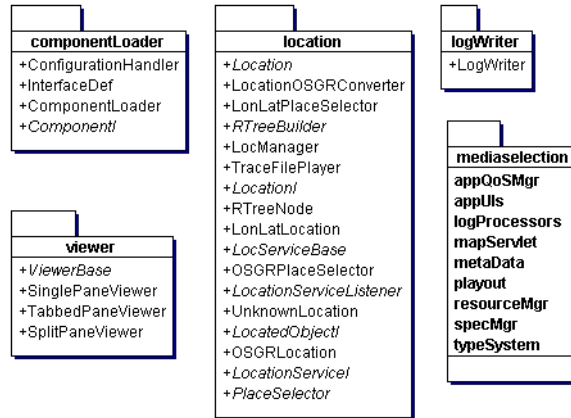 componentLoader
+ConfigurationHandler
+InterfaceDef
+ComponentLoader
+ComponentI
viewer
+ViewerBase
+SinglePaneViewer
+TabbedPaneViewer
+SplitPaneViewer
location
+Location
+LocationOSGRConverter
+LonLatPlaceSelector
+RTreeBuilder
+LocManager
+TraceFilePlayer
+LocationI
+RTreeNode
+LonLatLocation
+LocServiceBase
+OSGRPlaceSelector
+LocationServiceListener
+UnknownLocation
+LocatedObjectI
+OSGRLocation
+LocationServiceI
+PlaceSelector
logWriter
+LogWriter
mediaselection
appQoSMgr
appUIs
logProcessors
mapServlet
metaData
playout
resourceMgr
specMgr
typeSystem